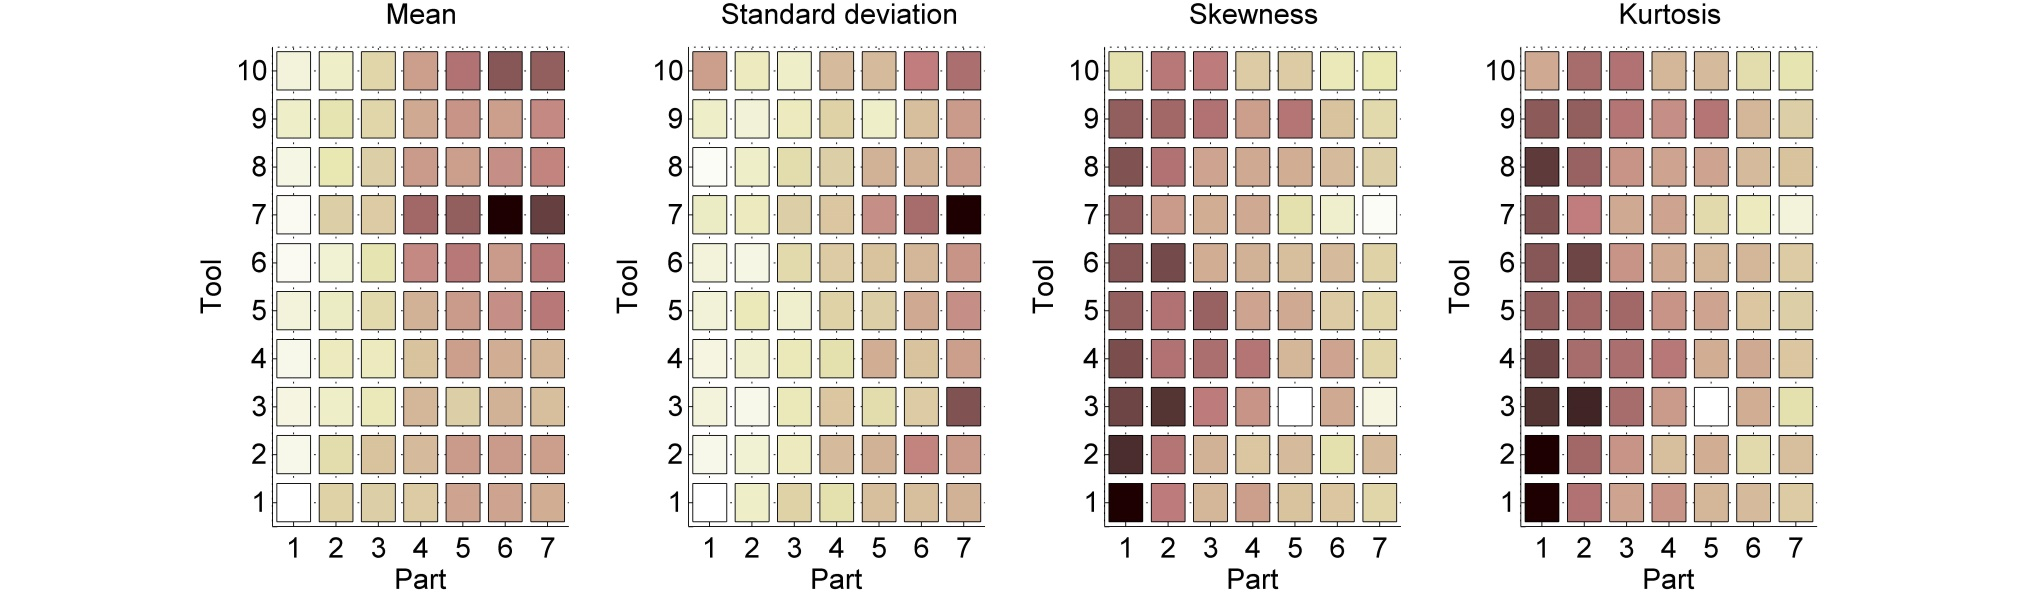 Mean Standard deviation Skewness Kurtosis
10 10 10 10
9 9 9 9
8 8 8 8
7 7 7 7
6 6 6 6
5 5 5 5
4 4 4 4
3 3 3 3
2 2 2 2
1 1 1 1
Tool Tool Tool Tool
1 2 3 4 5 6 7 1 2 3 4 5 6 7 1 2 3 4 5 6 7 1 2 3 4 5 6 7
Part Part Part Part